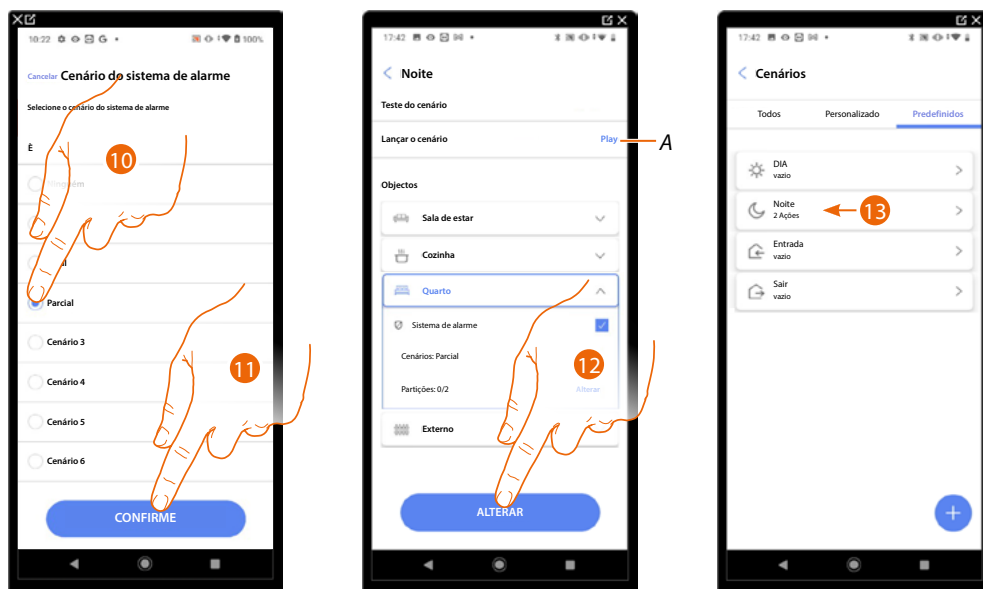 10:22 G 100%
Cancelar Cenário do sistema de alarme
Selecione o cenário do sistema de alarme
È
10
Parcial
Cenário 3
11
Cenário 4
Cenário 5
Cenário 6
CONFIRME
17:42
Noite
Teste do cenário
Lançar o cenário Play A
Objectos
Sala de estar
Cozinha
Quarto
Sistema de alarme
Cenários: Parcial
12
Partições: 0/2 Alterar
Externo
ALTERAR
17:42
Cenários
Todos Personalizado Predefinidos
DIA
vazio
Noite
2 Ações
13
Entrada
vazio
Sair
vazio